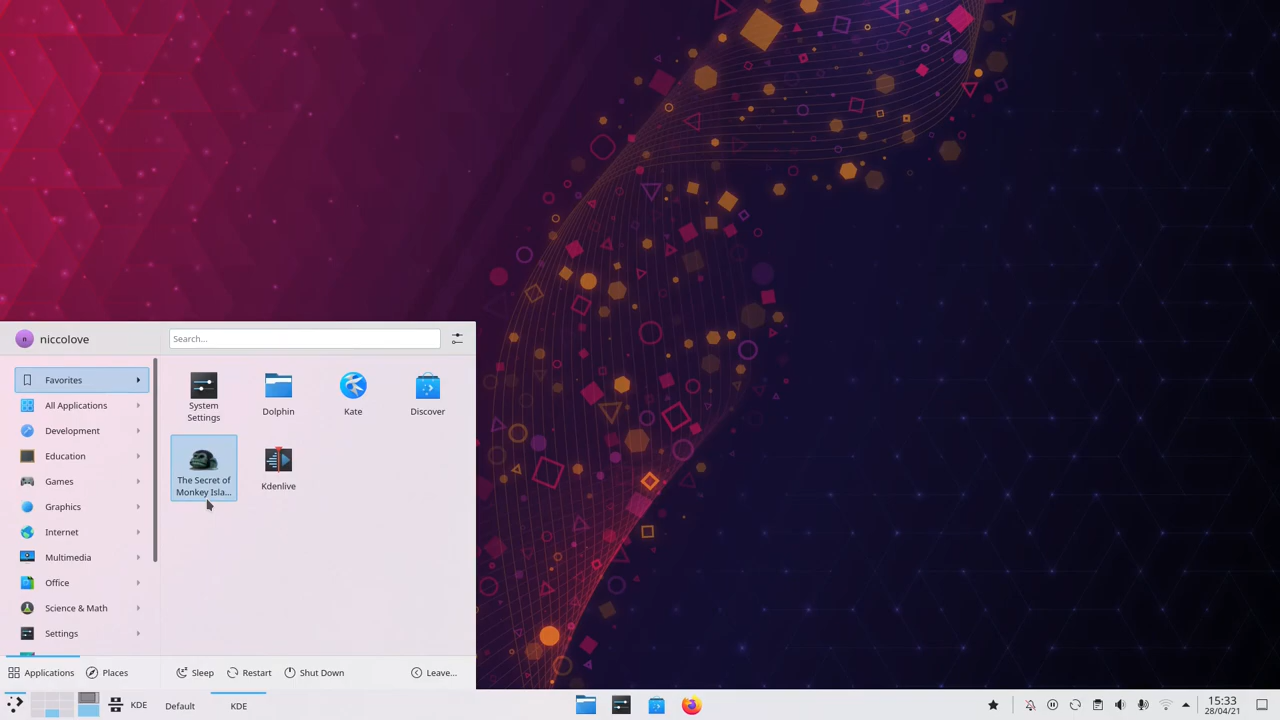 niccolove
Search...
Favorites
All Applications
Development
Education
Games
Graphics
Internet
Multimedia
Office
Science & Math
Settings
System
Settings
Dolphin
Kate
Discover
The Secret of
Monkey Isla...
Kdenlive
Applications
Places
Sleep
Restart
Shut Down
Leave...
KDE
Default
KDE
15:33
28/04/21